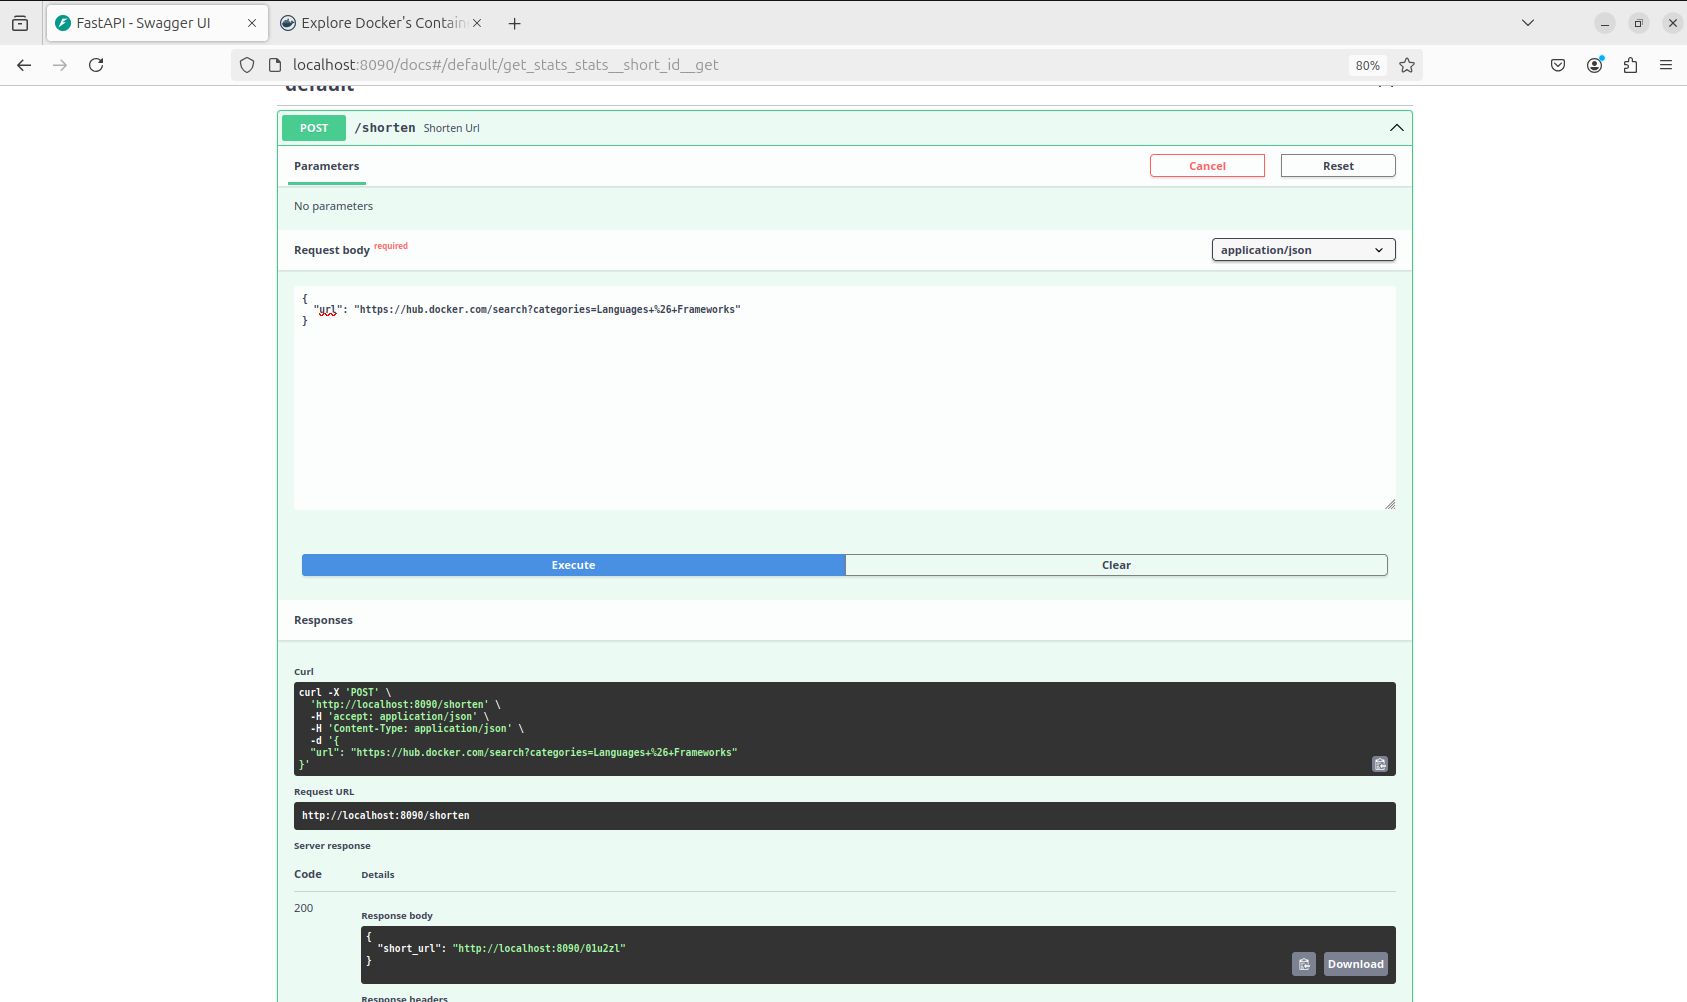 FastAPI - Swagger UI
Explore Docker's Contain
localhost:8090/docs#/default/get_stats_stats__short_id__get
80%
default
POST /shorten Shorten Url
Parameters
Cancel
Reset
No parameters
Request body required
application/json
{
"url": "https://hub.docker.com/search?categories=Languages+%26+Frameworks"
}
Execute
Clear
Responses
Curl
curl -X 'POST' \
'http://localhost:8090/shorten' \
-H 'accept: application/json' \
-H 'Content-Type: application/json' \
-d '{
"url": "https://hub.docker.com/search?categories=Languages+%26+Frameworks"
}'
Request URL
http://localhost:8090/shorten
Server response
Code Details
200
Response body
{
"short_url": "http://localhost:8090/01u2zl"
}
Download
Response headers